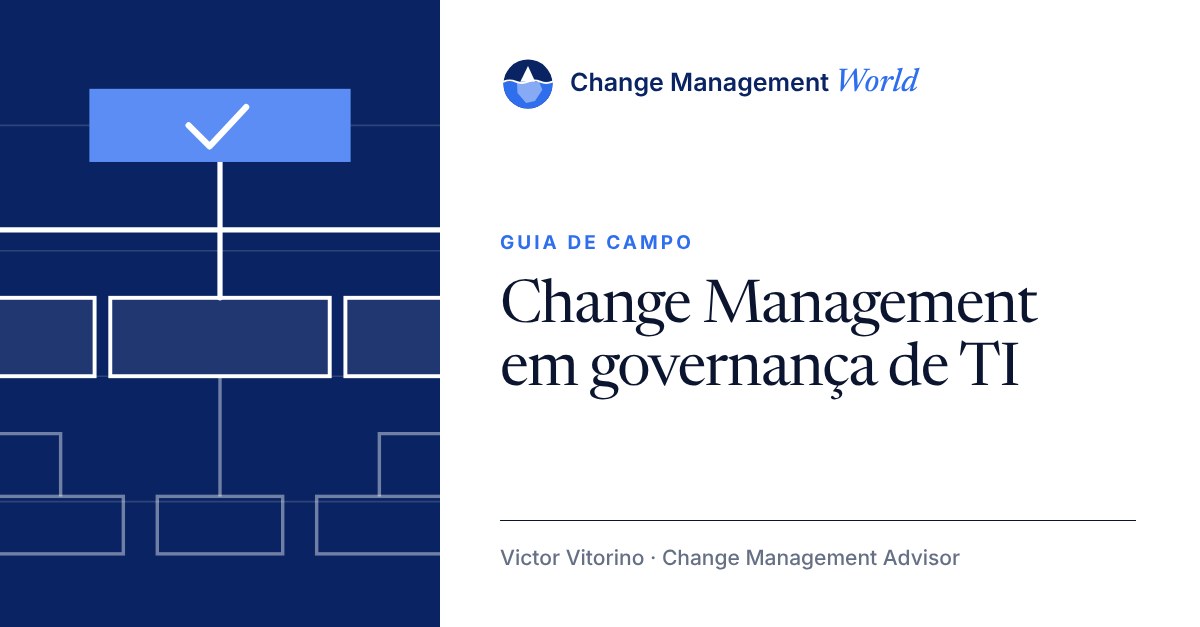 Change Management World
GUIA DE CAMPO
Change Management
em governança de TI
Victor Vitorino · Change Management Advisor